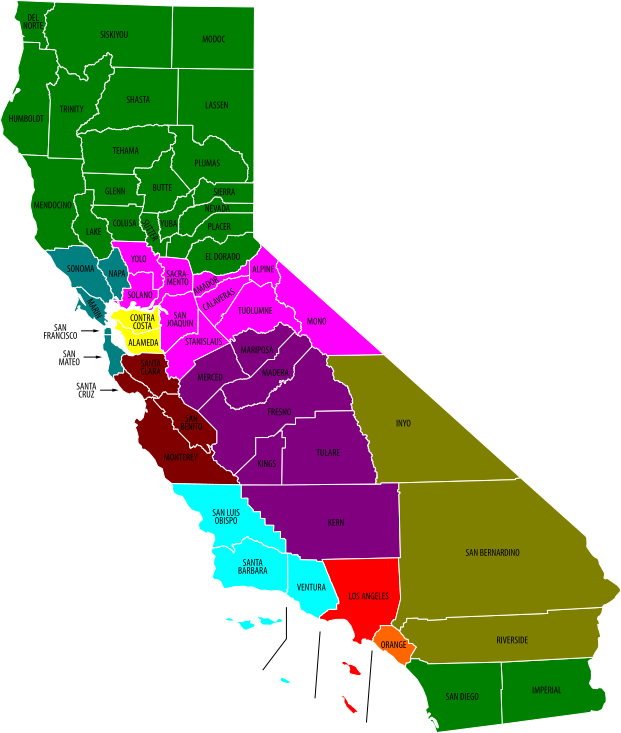 DEL
NORTE
SISKIYOU
MODOC
HUMBOLDT
TRINITY
SHASTA
LASSEN
TEHAMA
PLUMAS
MENDOCINO
GLENN
BUTTE
SIERRA
LAKE
COLUSA
SUTTER
YUBA
NEVADA
PLACER
EL DORADO
SONOMA
NAPA
YOLO
SACRA-
MENTO
AMADOR
ALPINE
MARIN
SOLANO
CALAVERAS
TUOLUMNE
MONO
SAN
FRANCISCO
CONTRA
COSTA
SAN
JOAQUIN
ALAMEDA
STANISLAUS
MARIPOSA
SAN
MATEO
SANTA
CLARA
MERCED
MADERA
SANTA
CRUZ
SAN
BENITO
FRESNO
INYO
MONTEREY
KINGS
TULARE
SAN LUIS
OBISPO
KERN
SAN BERNARDINO
SANTA
BARBARA
VENTURA
LOS ANGELES
ORANGE
RIVERSIDE
SAN DIEGO
IMPERIAL